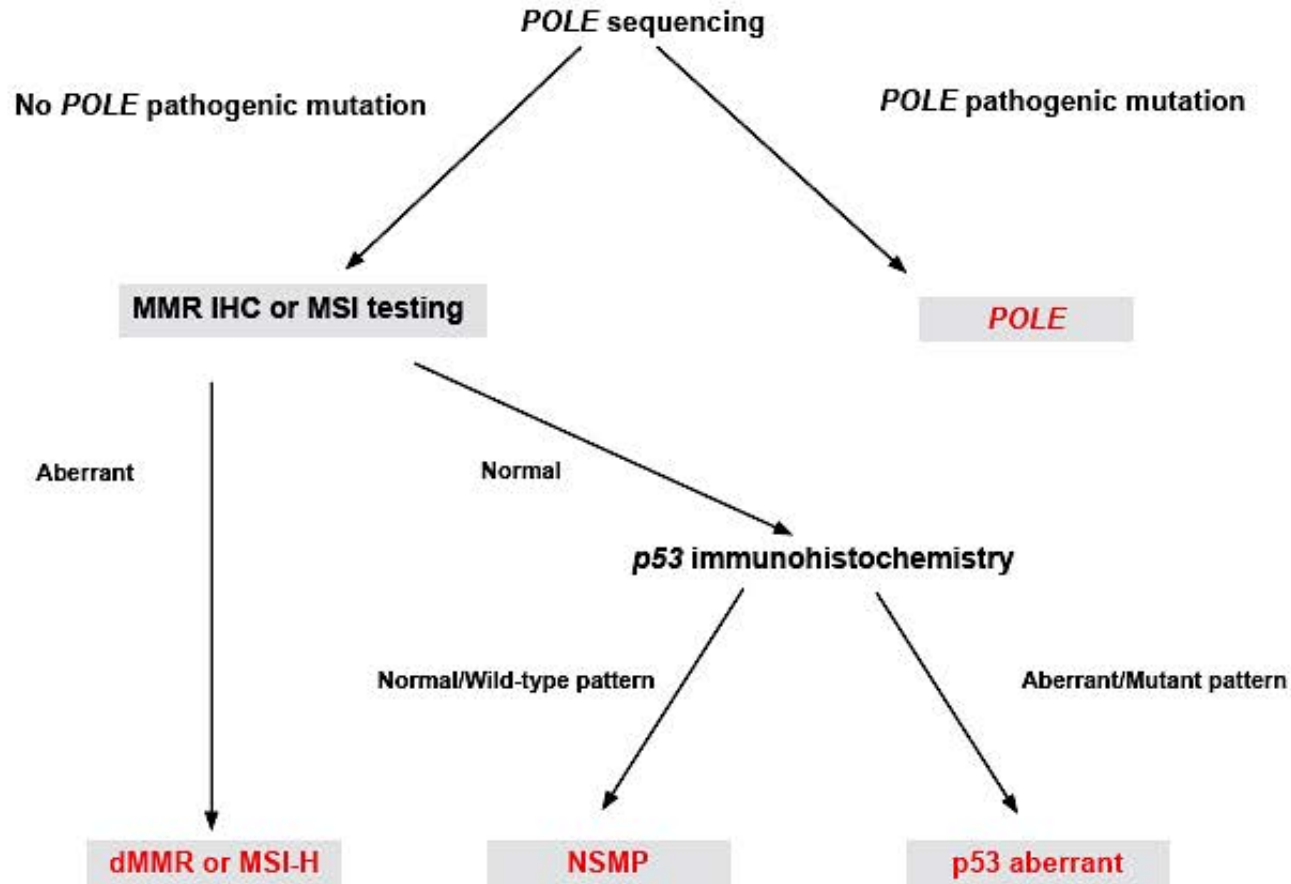 POLE sequencing
No POLE pathogenic mutation
POLE pathogenic mutation
MMR IHC or MSI testing
POLE
Aberrant
Normal
p53 immunohistochemistry
Normal/Wild-type pattern
Aberrant/Mutant pattern
dMMR or MSI-H
NSMP
p53 aberrant